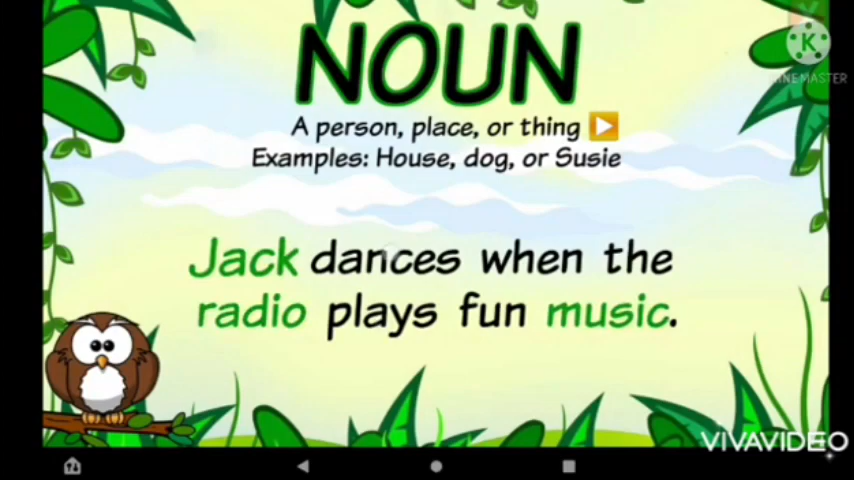 NOUN
A person, place, or thing
Examples: House, dog, or Susie
Jack dances when the
radio plays fun music.
K
KINEMASTER
VIVAVIDEO